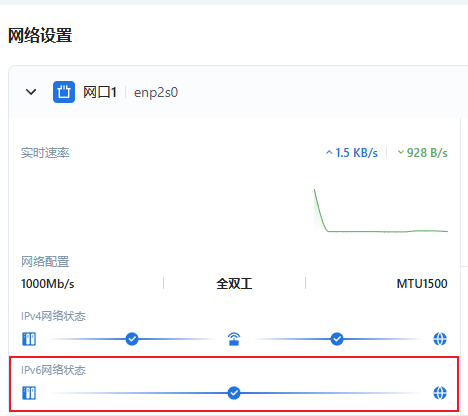 网络设置
网口1 enp2s0
实时速率 1.5 KB/s 928 B/s
网络配置
1000Mb/s 全双工 MTU1500
IPv4网络状态
IPv6网络状态